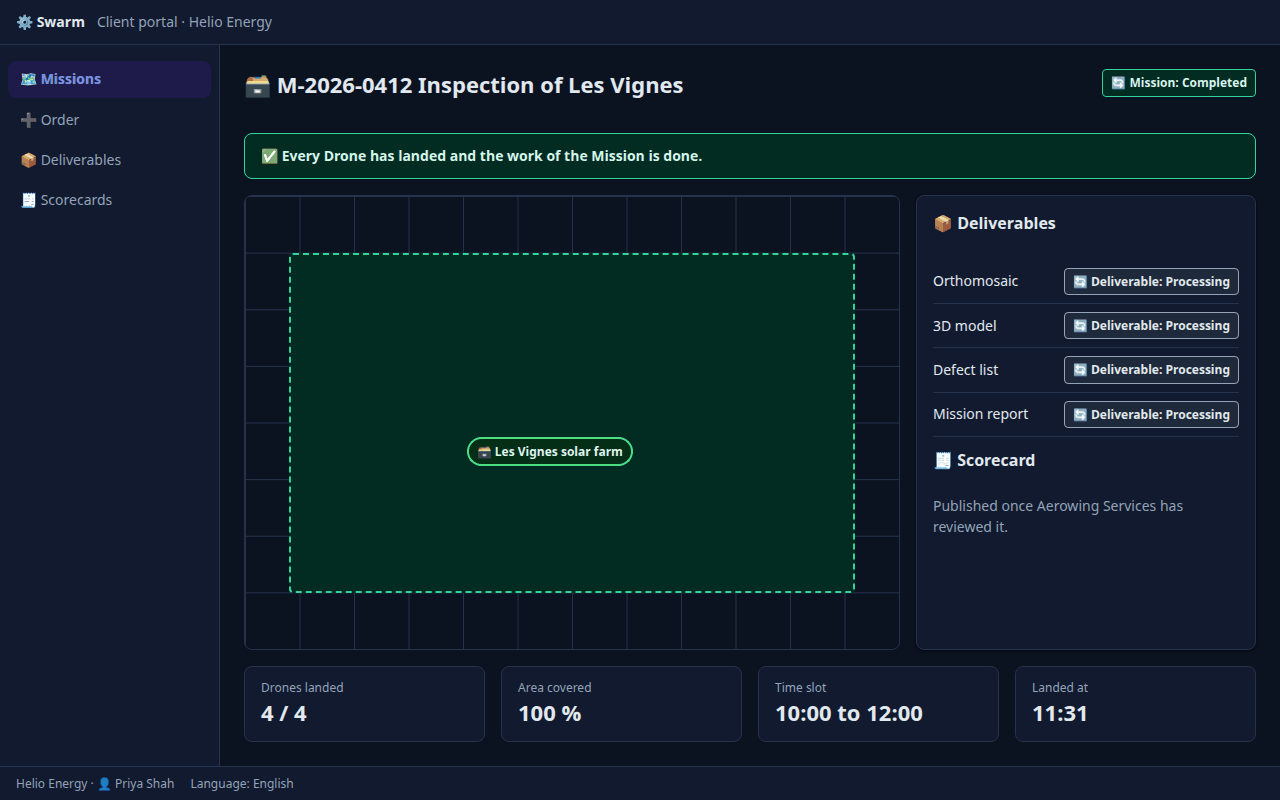 Swarm Client portal · Helio Energy
Missions
Order
Deliverables
Scorecards
M-2026-0412 Inspection of Les Vignes
Mission: Completed
Every Drone has landed and the work of the Mission is done.
Les Vignes solar farm
Deliverables
Orthomosaic Deliverable: Processing
3D model Deliverable: Processing
Defect list Deliverable: Processing
Mission report Deliverable: Processing
Scorecard
Published once Aerowing Services has
reviewed it.
Drones landed
4 / 4
Area covered
100 %
Time slot
10:00 to 12:00
Landed at
11:31
Helio Energy · Priya Shah Language: English